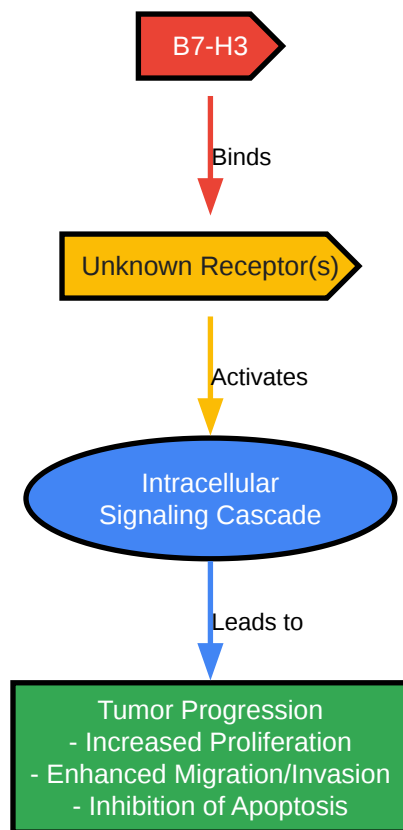 B7-H3
Binds
Unknown Receptor(s)
Activates
Intracellular
Signaling Cascade
Leads to
Tumor Progression
- Increased Proliferation
- Enhanced Migration/Invasion
- Inhibition of Apoptosis